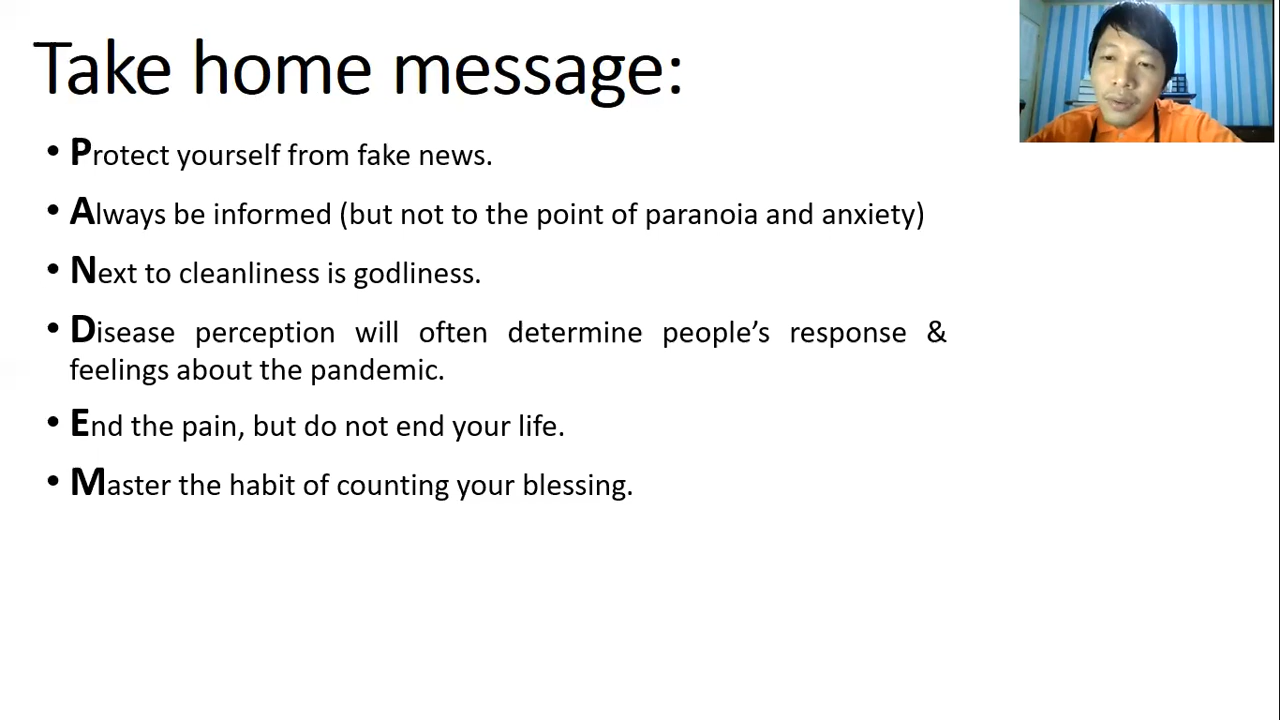 Take home message:
• Protect yourself from fake news.
• Always be informed (but not to the point of paranoia and anxiety)
• Next to cleanliness is godliness.
• Disease perception will often determine people’s response &
feelings about the pandemic.
• End the pain, but do not end your life.
• Master the habit of counting your blessing.